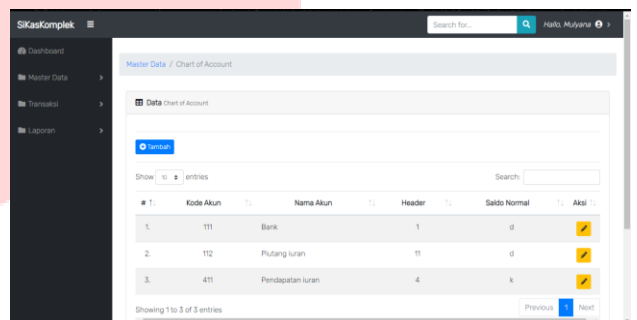 SiKasKomplek
Search for...
Hallo, Mulyana
Dashboard
Master Data
Transaksi
Laporan
Master Data / Chart of Account
Data Chart of Account
Tambah
Show 10 entries
Search:
# Kode Akun Nama Akun Header Saldo Normal Aksi
1. 111 Bank 1 d
2. 112 Piutang iuran 11 d
3. 411 Pendapatan iuran 4 k
Showing 1 to 3 of 3 entries
Previous 1 Next